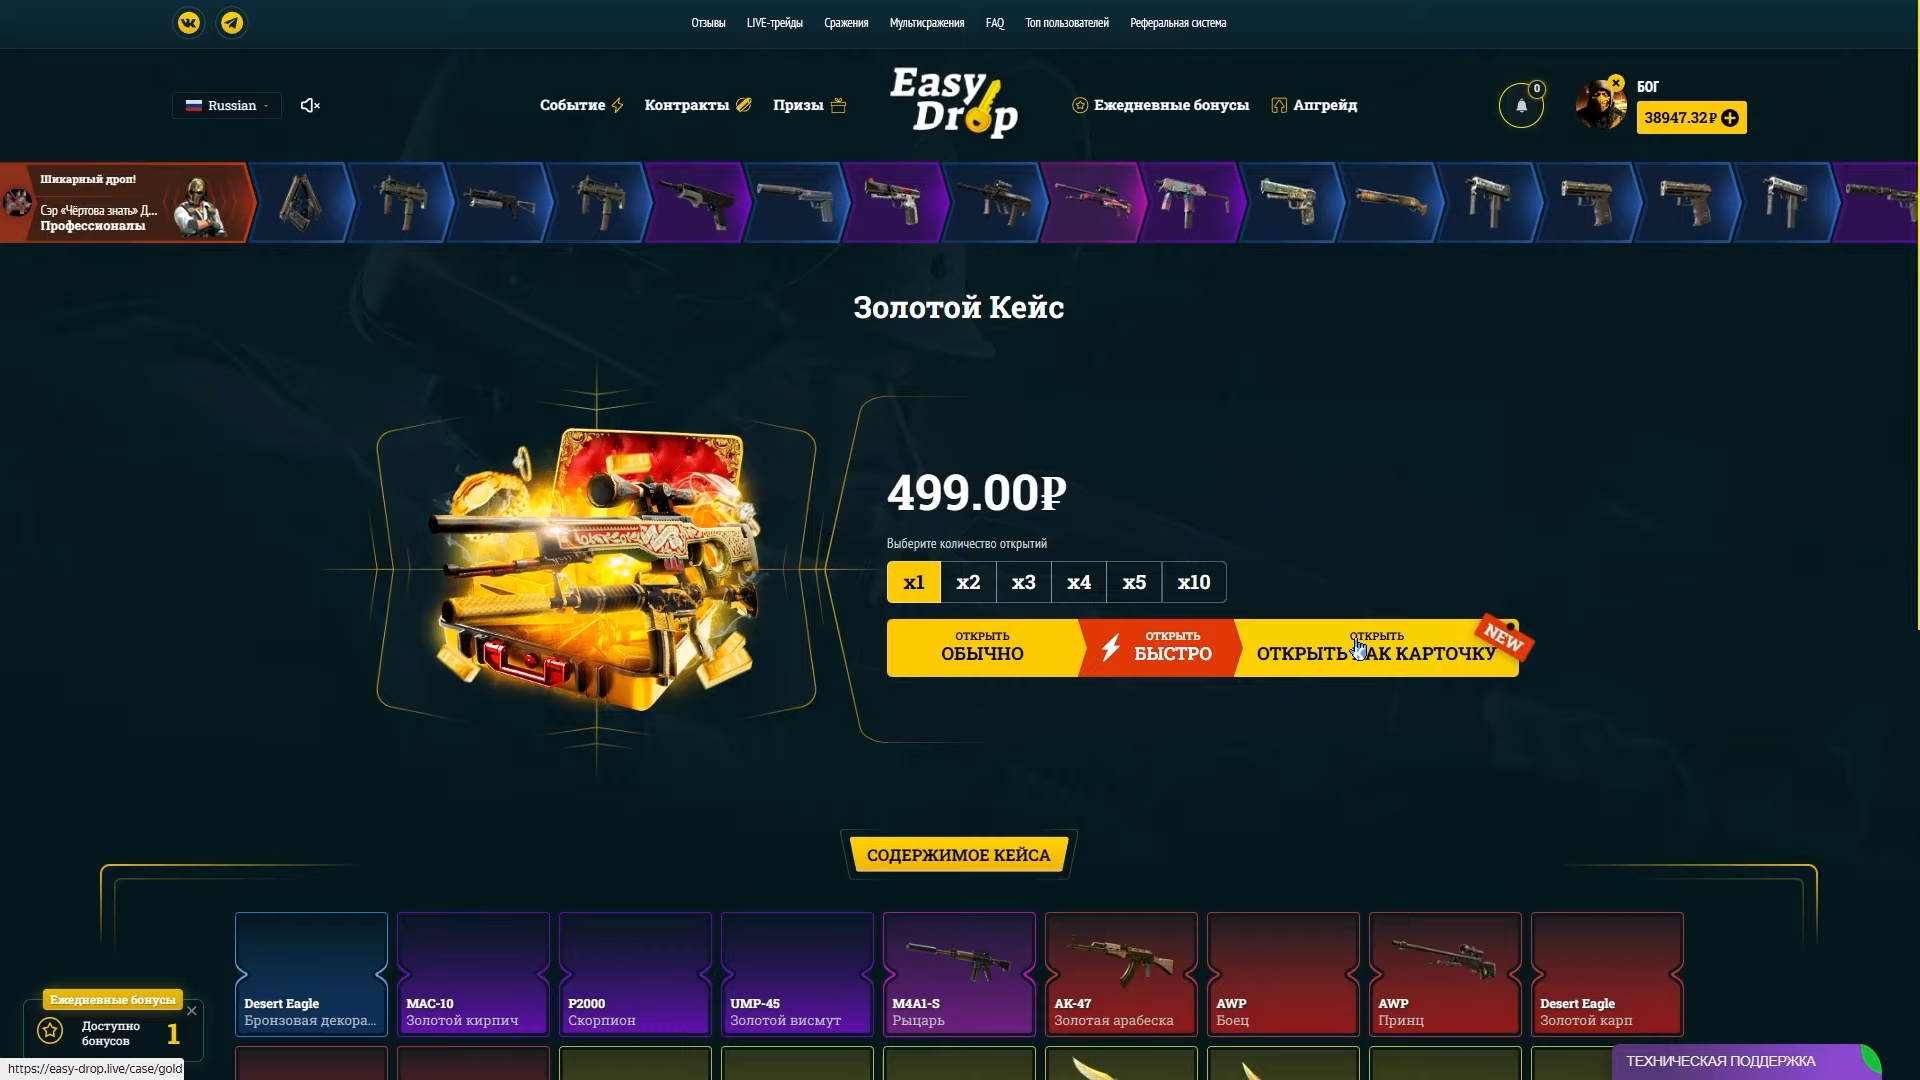 Отзывы LIVE-трейды Сражения Мультисражения FAQ Топ пользователей Реферальная система
Russian
Событие Контракты Призы
Easy Drop
Ежедневные бонусы Апгрейд
0
БОГ
38947.32₽
Шикарный дроп!
Сэр «Чёртова знать» Д...
Профессионалы
Золотой Кейс
499.00₽
Выберите количество открытий
x1 x2 x3 x4 x5 x10
ОТКРЫТЬ
ОБЫЧНО
ОТКРЫТЬ
БЫСТРО
ОТКРЫТЬ
ОТКРЫТЬ КАК КАРТОЧКУ
NEW
СОДЕРЖИМОЕ КЕЙСА
Desert Eagle
Бронзовая декора...
MAC-10
Золотой кирпич
P2000
Скорпион
UMP-45
Золотой висмут
M4A1-S
Рыцарь
AK-47
Золотая арабеска
AWP
Боец
AWP
Принц
Desert Eagle
Золотой карп
Ежедневные бонусы
Доступно
бонусов
1
https://easy-drop.live/case/gold
ТЕХНИЧЕСКАЯ ПОДДЕРЖКА